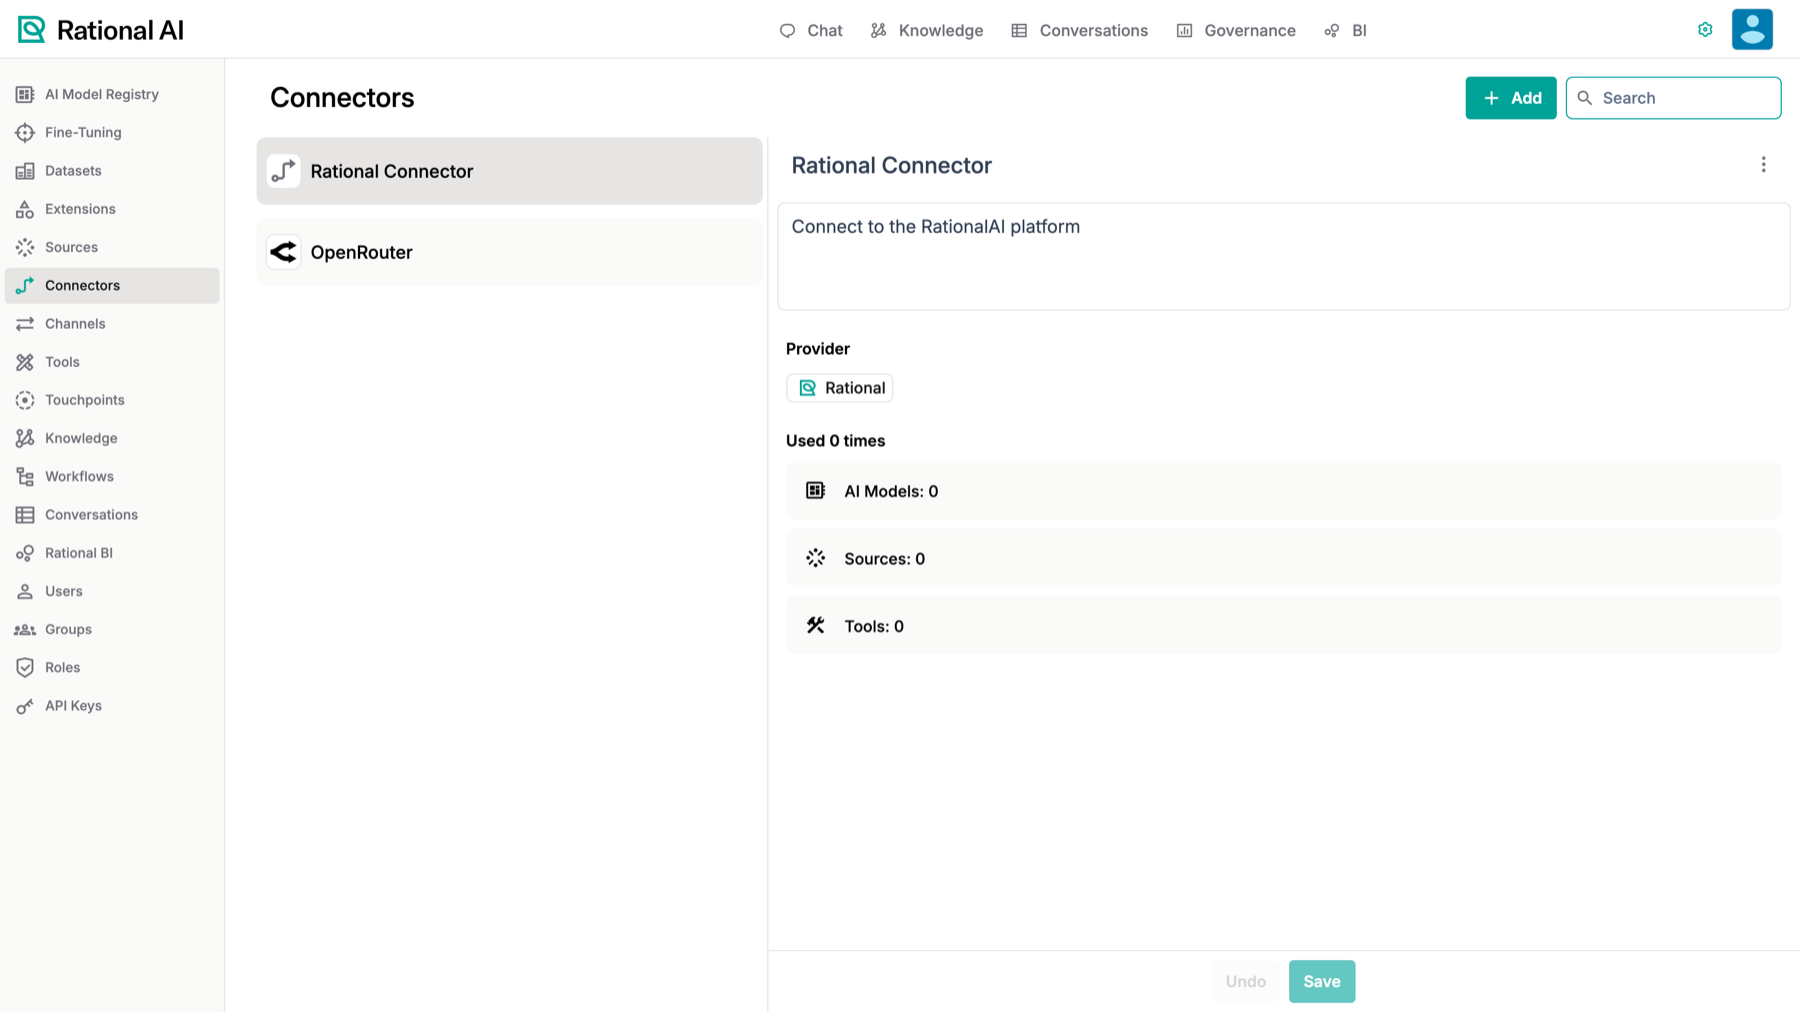 Rational AI
Chat
Knowledge
Conversations
Governance
BI
AI Model Registry
Fine-Tuning
Datasets
Extensions
Sources
Connectors
Channels
Tools
Touchpoints
Knowledge
Workflows
Conversations
Rational BI
Users
Groups
Roles
API Keys
Connectors
Add
Search
Rational Connector
OpenRouter
Rational Connector
Connect to the RationalAI platform
Provider
Rational
Used 0 times
AI Models: 0
Sources: 0
Tools: 0
Undo
Save